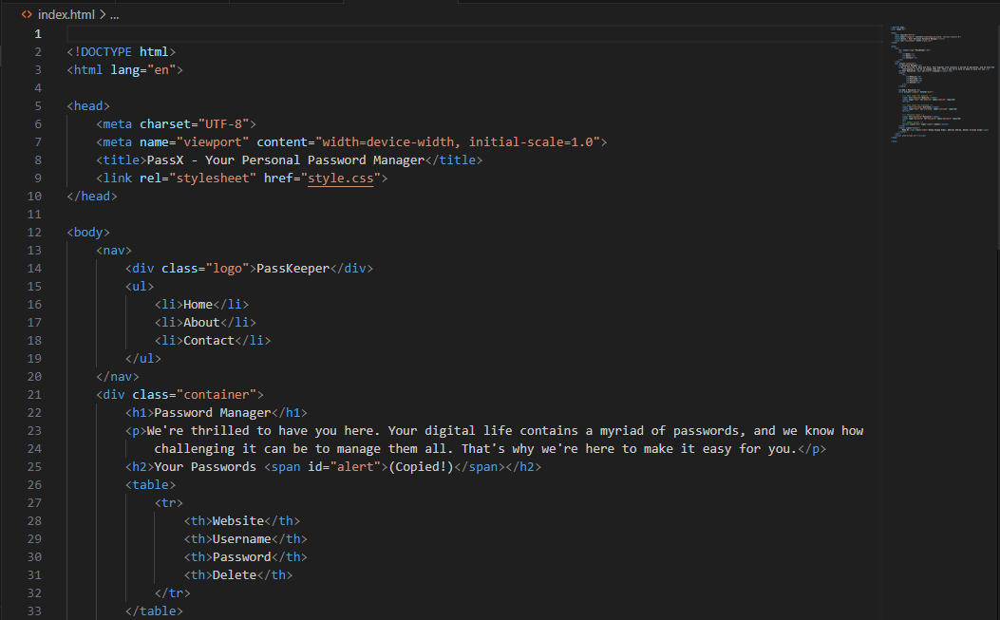 index.html > ...
1
2 <!DOCTYPE html>
3 <html lang="en">
4
5 <head>
6     <meta charset="UTF-8">
7     <meta name="viewport" content="width=device-width, initial-scale=1.0">
8     <title>PassX - Your Personal Password Manager</title>
9     <link rel="stylesheet" href="style.css">
10 </head>
11
12 <body>
13     <nav>
14         <div class="logo">PassKeeper</div>
15         <ul>
16             <li>Home</li>
17             <li>About</li>
18             <li>Contact</li>
19         </ul>
20     </nav>
21     <div class="container">
22         <h1>Password Manager</h1>
23         <p>We're thrilled to have you here. Your digital life contains a myriad of passwords, and we know how
24             challenging it can be to manage them all. That's why we're here to make it easy for you.</p>
25         <h2>Your Passwords <span id="alert">(Copied!)</span></h2>
26         <table>
27             <tr>
28                 <th>Website</th>
29                 <th>Username</th>
30                 <th>Password</th>
31                 <th>Delete</th>
32             </tr>
33         </table>